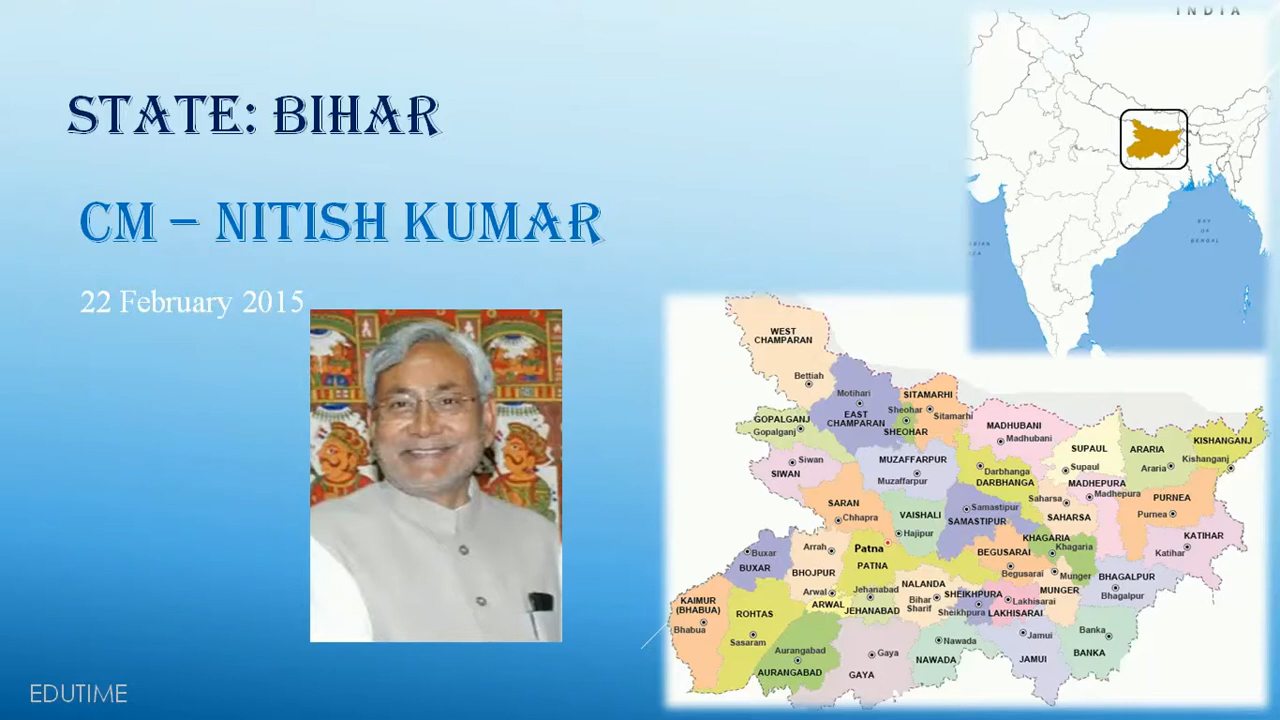 INDIA
STATE: BIHAR
CM – NITISH KUMAR
22 February 2015
BAY
OF
BENGAL
WEST
CHAMPARAN
Bettiah
Motihari
EAST
CHAMPARAN
SITAMARHI
Sheohar
Sitamarhi
SHEOHAR
GOPALGANJ
Gopalganj
MADHUBANI
Madhubani
SUPAUL
Supaul
ARARIA
Araria
KISHANGANJ
Kishanganj
Siwan
SIWAN
MUZAFFARPUR
Muzaffarpur
Darbhanga
DARBHANGA
MADHEPURA
Madhepura
Saharsa
SAHARSA
PURNEA
Purnea
SARAN
Chhapra
VAISHALI
Hajipur
Samastipur
SAMASTIPUR
KHAGARIA
Khagaria
KATIHAR
Katihar
Buxar
BUXAR
Arrah
BHOJPUR
Patna
PATNA
BEGUSARAI
Begusarai
Munger
MUNGER
BHAGALPUR
Bhagalpur
KAIMUR
(BHABUA)
Bhabua
ROHTAS
Sasaram
Arwal
ARWAL
Jehanabad
JEHANABAD
NALANDA
Bihar
Sharif
SHEIKHPURA
Sheikhpura
Lakhisarai
LAKHISARAI
Aurangabad
AURANGABAD
Gaya
GAYA
Nawada
NAWADA
Jamui
JAMUI
Banka
BANKA
EDUTIME